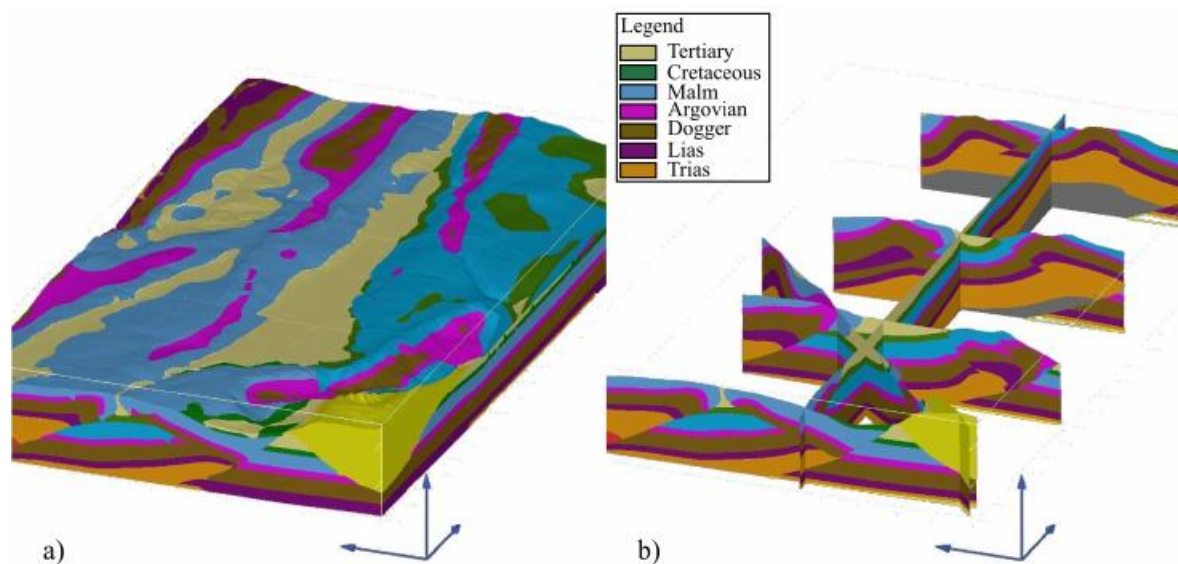 Legend
Tertiary
Cretaceous
Malm
Argovian
Dogger
Lias
Trias
a)
b)